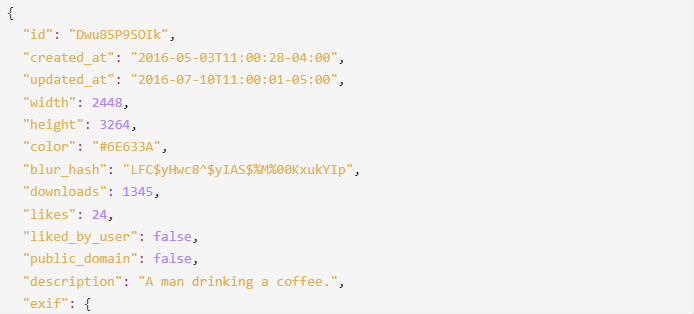 {
  "id": "Dwu85P9SOIk",
  "created_at": "2016-05-03T11:00:28-04:00",
  "updated_at": "2016-07-10T11:00:01-05:00",
  "width": 2448,
  "height": 3264,
  "color": "#6E633A",
  "blur_hash": "LFC$yHwc8^$yIAS$%M%00KxukYIp",
  "downloads": 1345,
  "likes": 24,
  "liked_by_user": false,
  "public_domain": false,
  "description": "A man drinking a coffee.",
  "exif": {